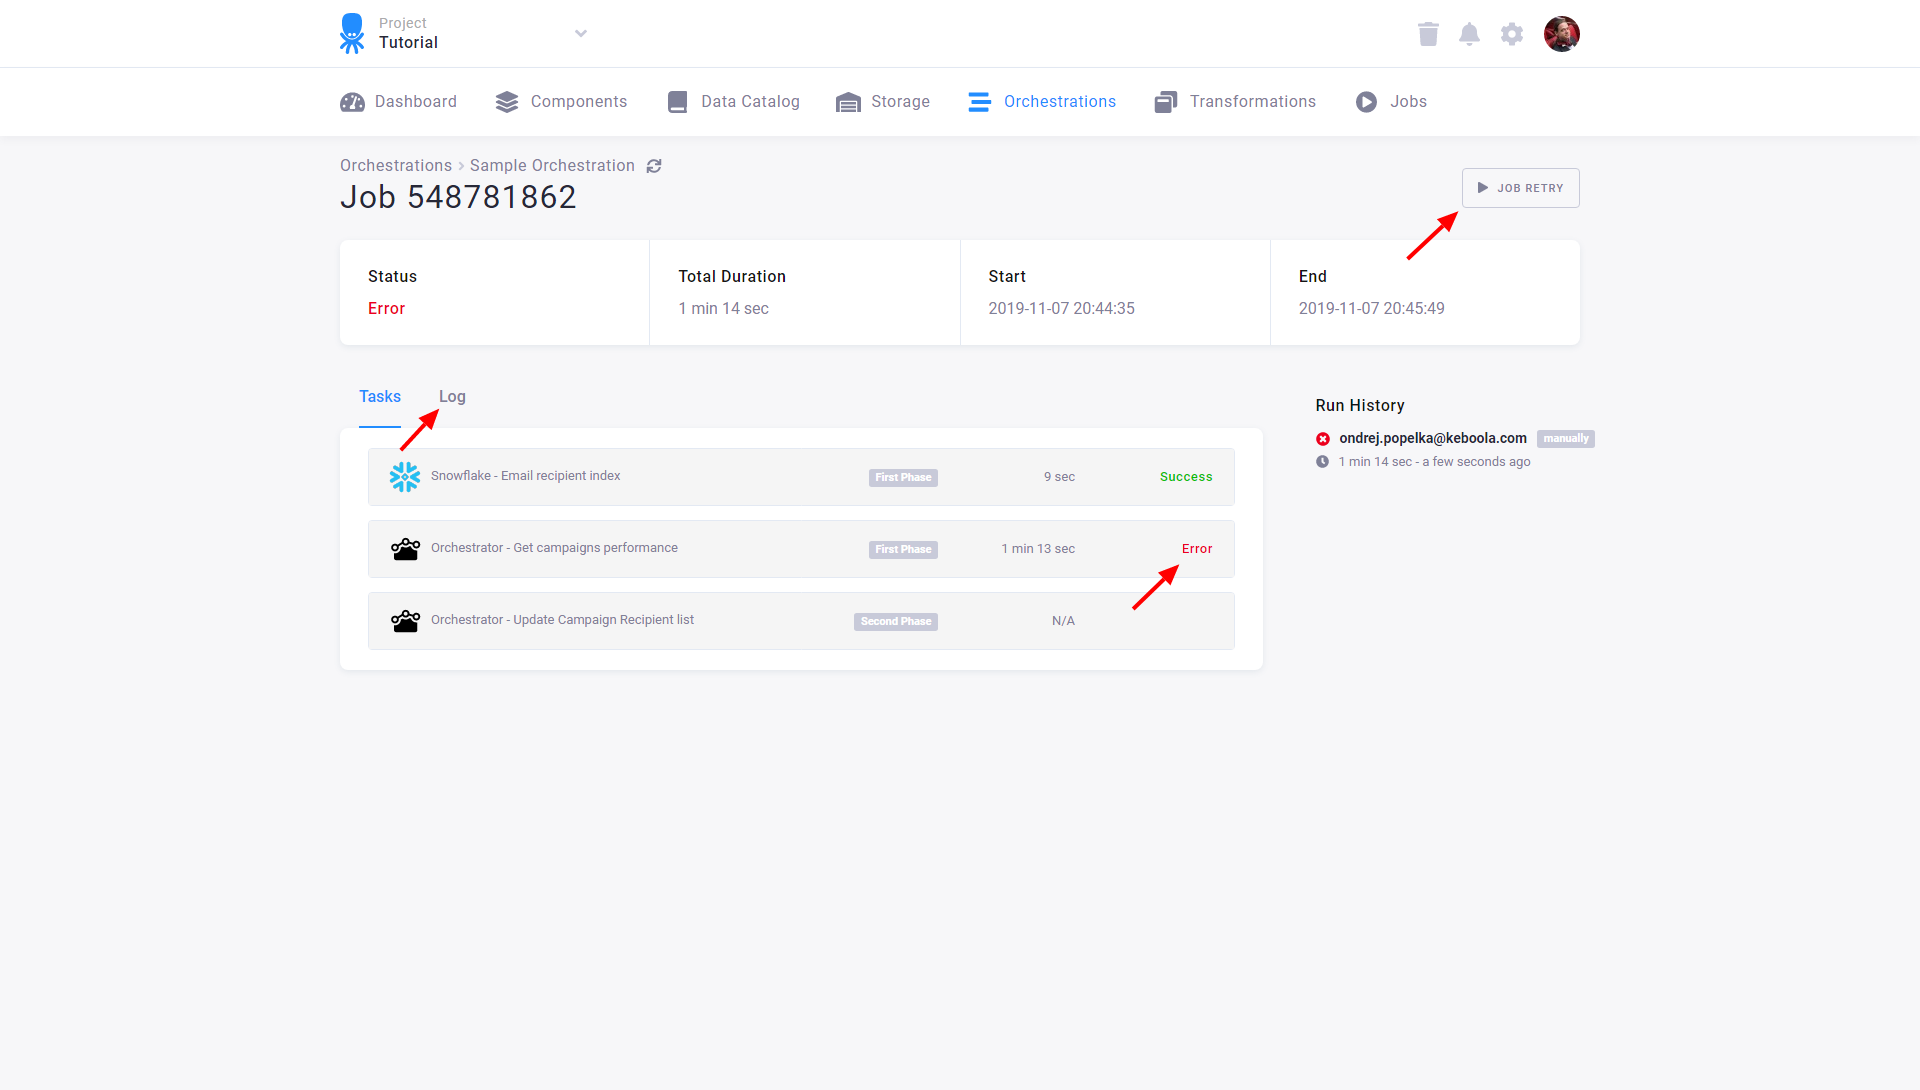 Project
Tutorial
Dashboard Components Data Catalog Storage Orchestrations Transformations Jobs
Orchestrations Sample Orchestration
Job 548781862
JOB RETRY
Status Total Duration Start End
Error 1 min 14 sec 2019-11-07 20:44:35 2019-11-07 20:45:49
Tasks Log
Snowflake - Email recipient index First Phase 9 sec Success
Orchestrator - Get campaigns performance First Phase 1 min 13 sec Error
Orchestrator - Update Campaign Recipient list Second Phase N/A
Run History
ondrej.popelka@keboola.com manually
1 min 14 sec - a few seconds ago